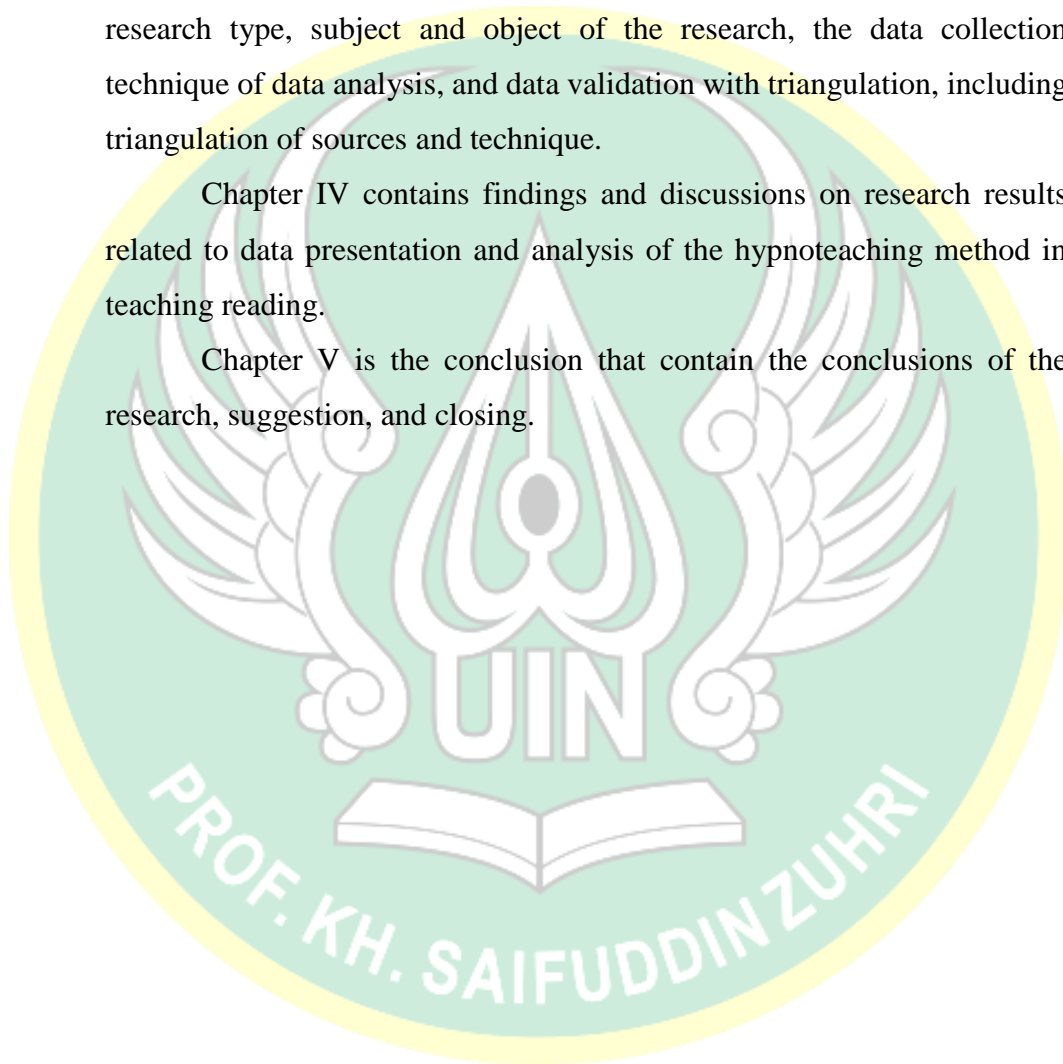 research type, subject and object of the research, the data collection
technique of data analysis, and data validation with triangulation, including
triangulation of sources and technique.
Chapter IV contains findings and discussions on research results
related to data presentation and analysis of the hypnoteaching method in
teaching reading.
Chapter V is the conclusion that contain the conclusions of the
research, suggestion, and closing.
UIN
PROF. KH. SAIFUDDIN ZUHRI